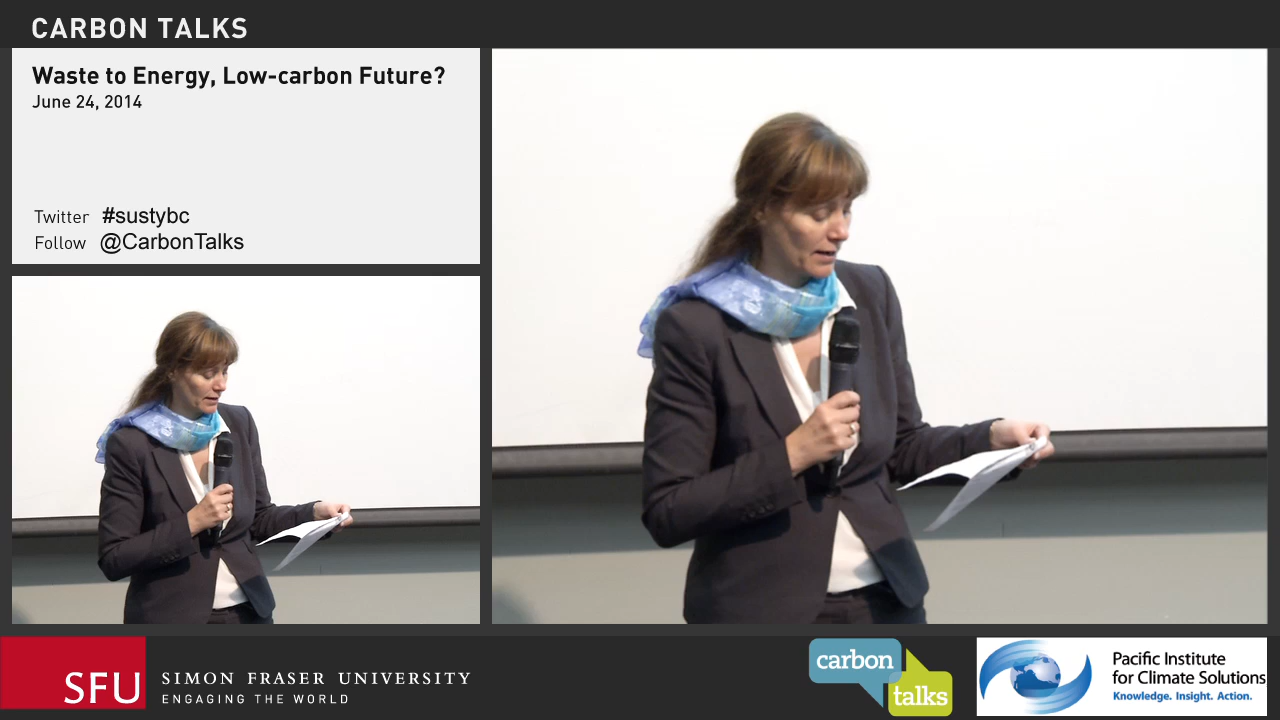 CARBON TALKS
Waste to Energy, Low-carbon Future?
June 24, 2014
Twitter #sustybc
Follow @CarbonTalks
SFU
SIMON FRASER UNIVERSITY
ENGAGING THE WORLD
carbon
talks
Pacific Institute
for Climate Solutions
Knowledge. Insight. Action.